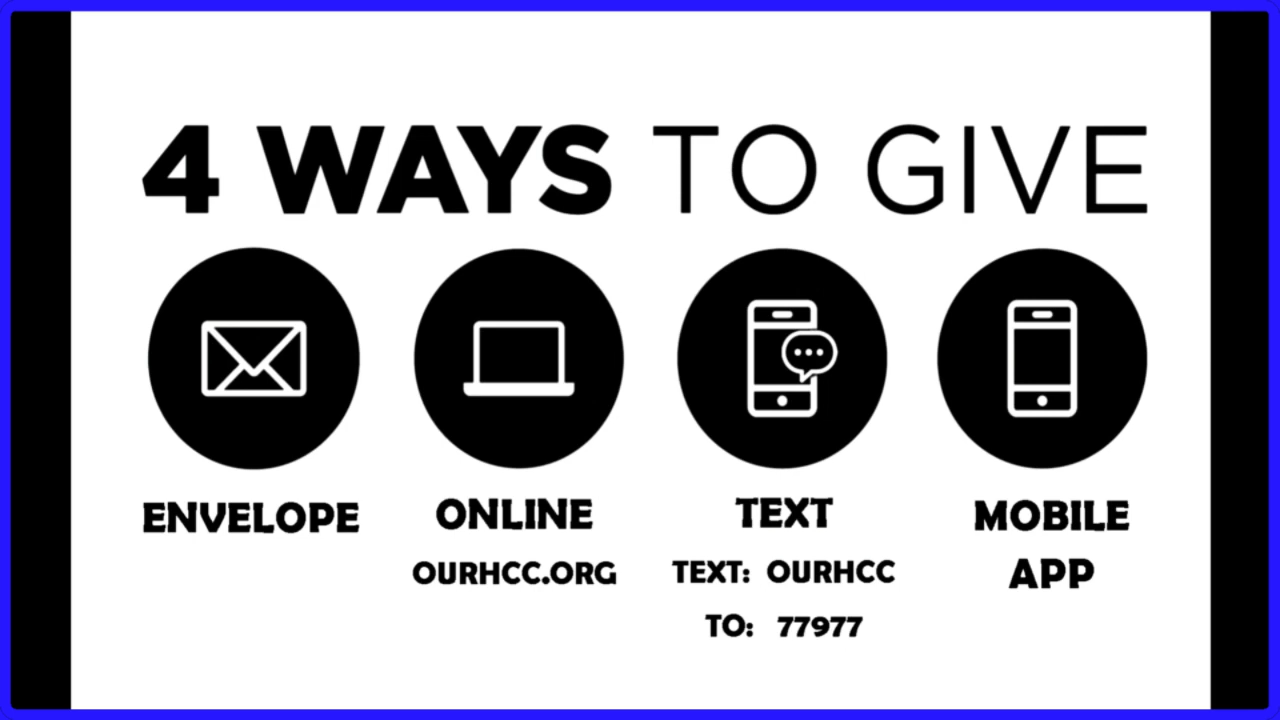 4 WAYS TO GIVE
ENVELOPE
ONLINE
OURHCC.ORG
TEXT
TEXT: OURHCC
TO: 77977
MOBILE
APP